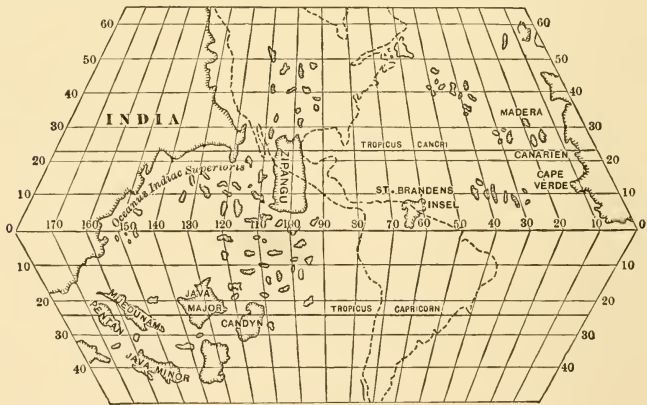 60
60
50
50
40
40
MADERA
INDIA
30
30
TROPICUS CANCRI
CANARIEN
20
20
ZIPANGU
CAPE
VERDE
Oceanus Indiac Superioris
ST. BRANDENS
INSEL
10
10
0 170 160 150 140 130 120 110 100 90 80 70 60 50 40 30 20 10 0
10
10
JAVA
MAJOR
20
20
PENTAN
TROPICUS CAPRICORN
CANDYN
30
30
JAVA MINOR
40
40